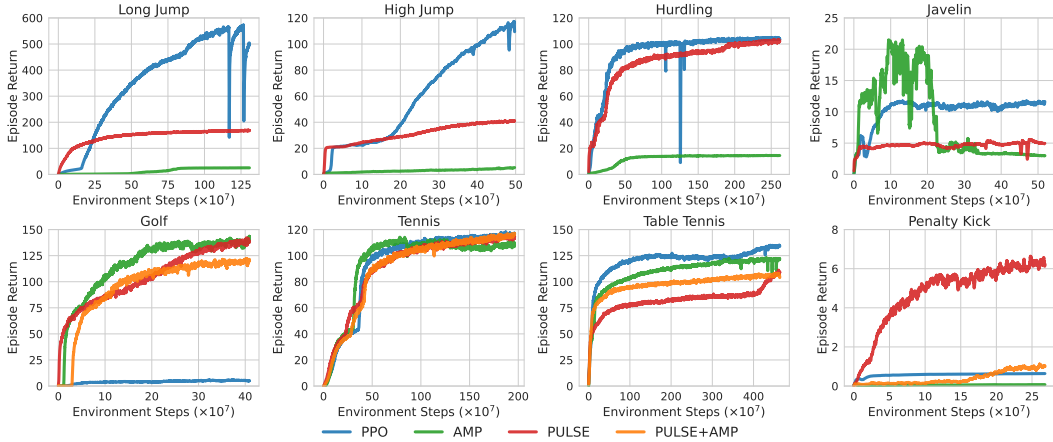 Long Jump
High Jump
Hurdling
Javelin
Episode Return
600
500
400
300
200
100
0
0 25 50 75 100 125
Environment Steps (×10⁷)
Episode Return
120
100
80
60
40
20
0
0 20 40 60
Environment Steps (×10⁷)
Episode Return
120
100
80
60
40
20
0
0 50 100 150 200 250
Environment Steps (×10⁷)
Episode Return
25
20
15
10
5
0
0 10 20 30 40 50
Environment Steps (×10⁷)
Golf
Tennis
Table Tennis
Penalty Kick
Episode Return
150
125
100
75
50
25
0
0 10 20 30 40
Environment Steps (×10⁷)
Episode Return
120
100
80
60
40
20
0
0 50 100 150 200
Environment Steps (×10⁷)
Episode Return
150
125
100
75
50
25
0
0 100 200 300 400
Environment Steps (×10⁷)
Episode Return
8
6
4
2
0
0 5 10 15 20 25
Environment Steps (×10⁷)
PPO AMP PULSE PULSE+AMP